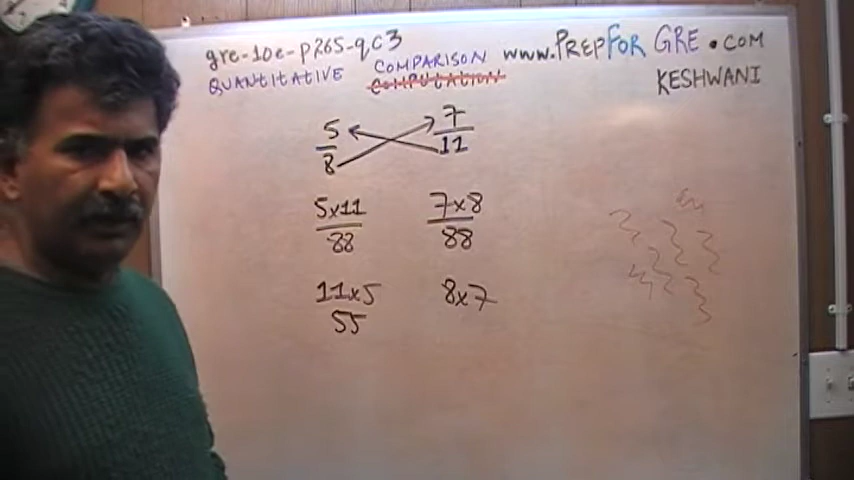 gre-10e-p265-qc3
QUANTITATIVE COMPARISON
COMPUTATION
www.PREPFOR GRE.COM
KESHWANI
5/8 7/11
5x11/88 7x8/88
11x5 8x7
55